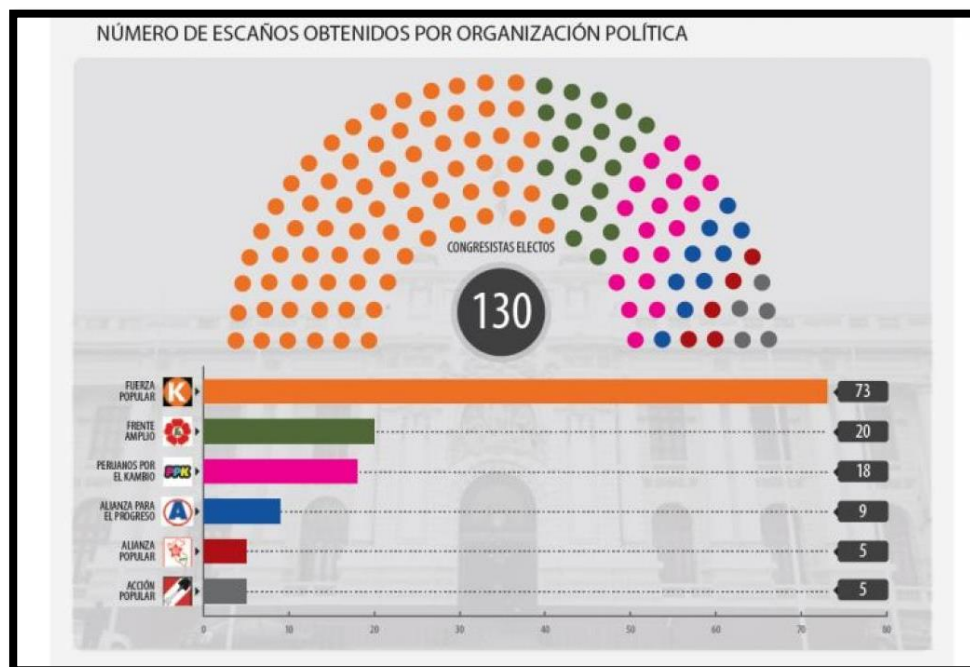 NÚMERO DE ESCAÑOS OBTENIDOS POR ORGANIZACIÓN POLÍTICA
CONGRESISTAS ELECTOS
130
FUERZA
POPULAR
K
73
FRENTE
AMPLIO
20
PERUANOS POR
EL KAMBIO
PPK
18
ALIANZA PARA
EL PROGRESO
A
9
ALIANZA
POPULAR
5
ACCIÓN
POPULAR
5
0 10 20 30 40 50 60 70 80